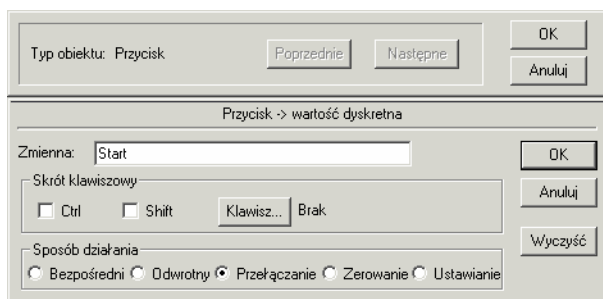 Typ obiektu: Przycisk
Poprzednie
Następne
OK
Anuluj
Przycisk -> wartość dyskretna
Zmienna: Start
OK
Skrót klawiszowy
Ctrl
Shift
Klawisz...
Brak
Anuluj
Wyczyść
Sposób działania
Bezpośredni Odwrotny Przełączanie Zerowanie Ustawianie